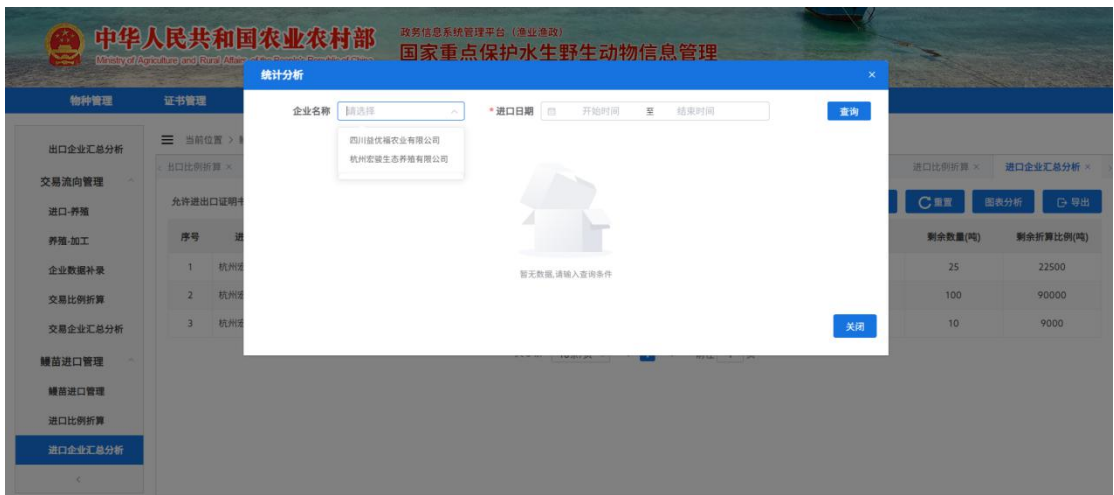 中华人民共和国农业农村部
政务信息系统管理平台（渔业渔政）
国家重点保护水生野生动物信息管理
Ministry of Agriculture and Rural Affairs
物种管理
证书管理
统计分析
×
企业名称
请选择
* 进口日期
开始时间 至 结束时间
查询
四川益优福农业有限公司
杭州宏骏生态养殖有限公司
暂无数据,请输入查询条件
关闭
出口企业汇总分析
交易流向管理
进口-养殖
养殖-加工
企业数据补录
交易比例折算
交易企业汇总分析
鳗苗进口管理
鳗苗进口管理
进口比例折算
进口企业汇总分析
<
当前位置 >
< 出口比例折算 ×
进口比例折算 ×
进口企业汇总分析 ×
>
允许进出口证明
重置
图表分析
导出
序号 进
剩余数量(吨) 剩余折算比例(吨)
1 杭州宏 25 22500
2 杭州宏 100 90000
3 杭州宏 10 9000